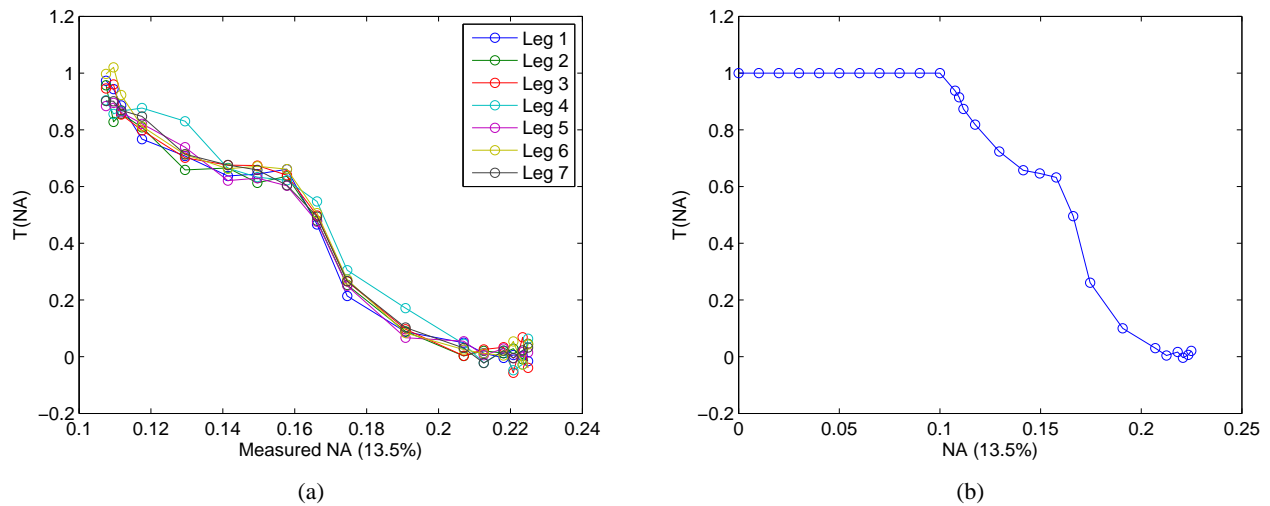 1.2
1
0.8
0.6
0.4
0.2
0
−0.2
0.1 0.12 0.14 0.16 0.18 0.2 0.22 0.24
T(NA)
Measured NA (13.5%)
Leg 1
Leg 2
Leg 3
Leg 4
Leg 5
Leg 6
Leg 7
(a)
1.2
1
0.8
0.6
0.4
0.2
0
−0.2
0 0.05 0.1 0.15 0.2 0.25
T(NA)
NA (13.5%)
(b)